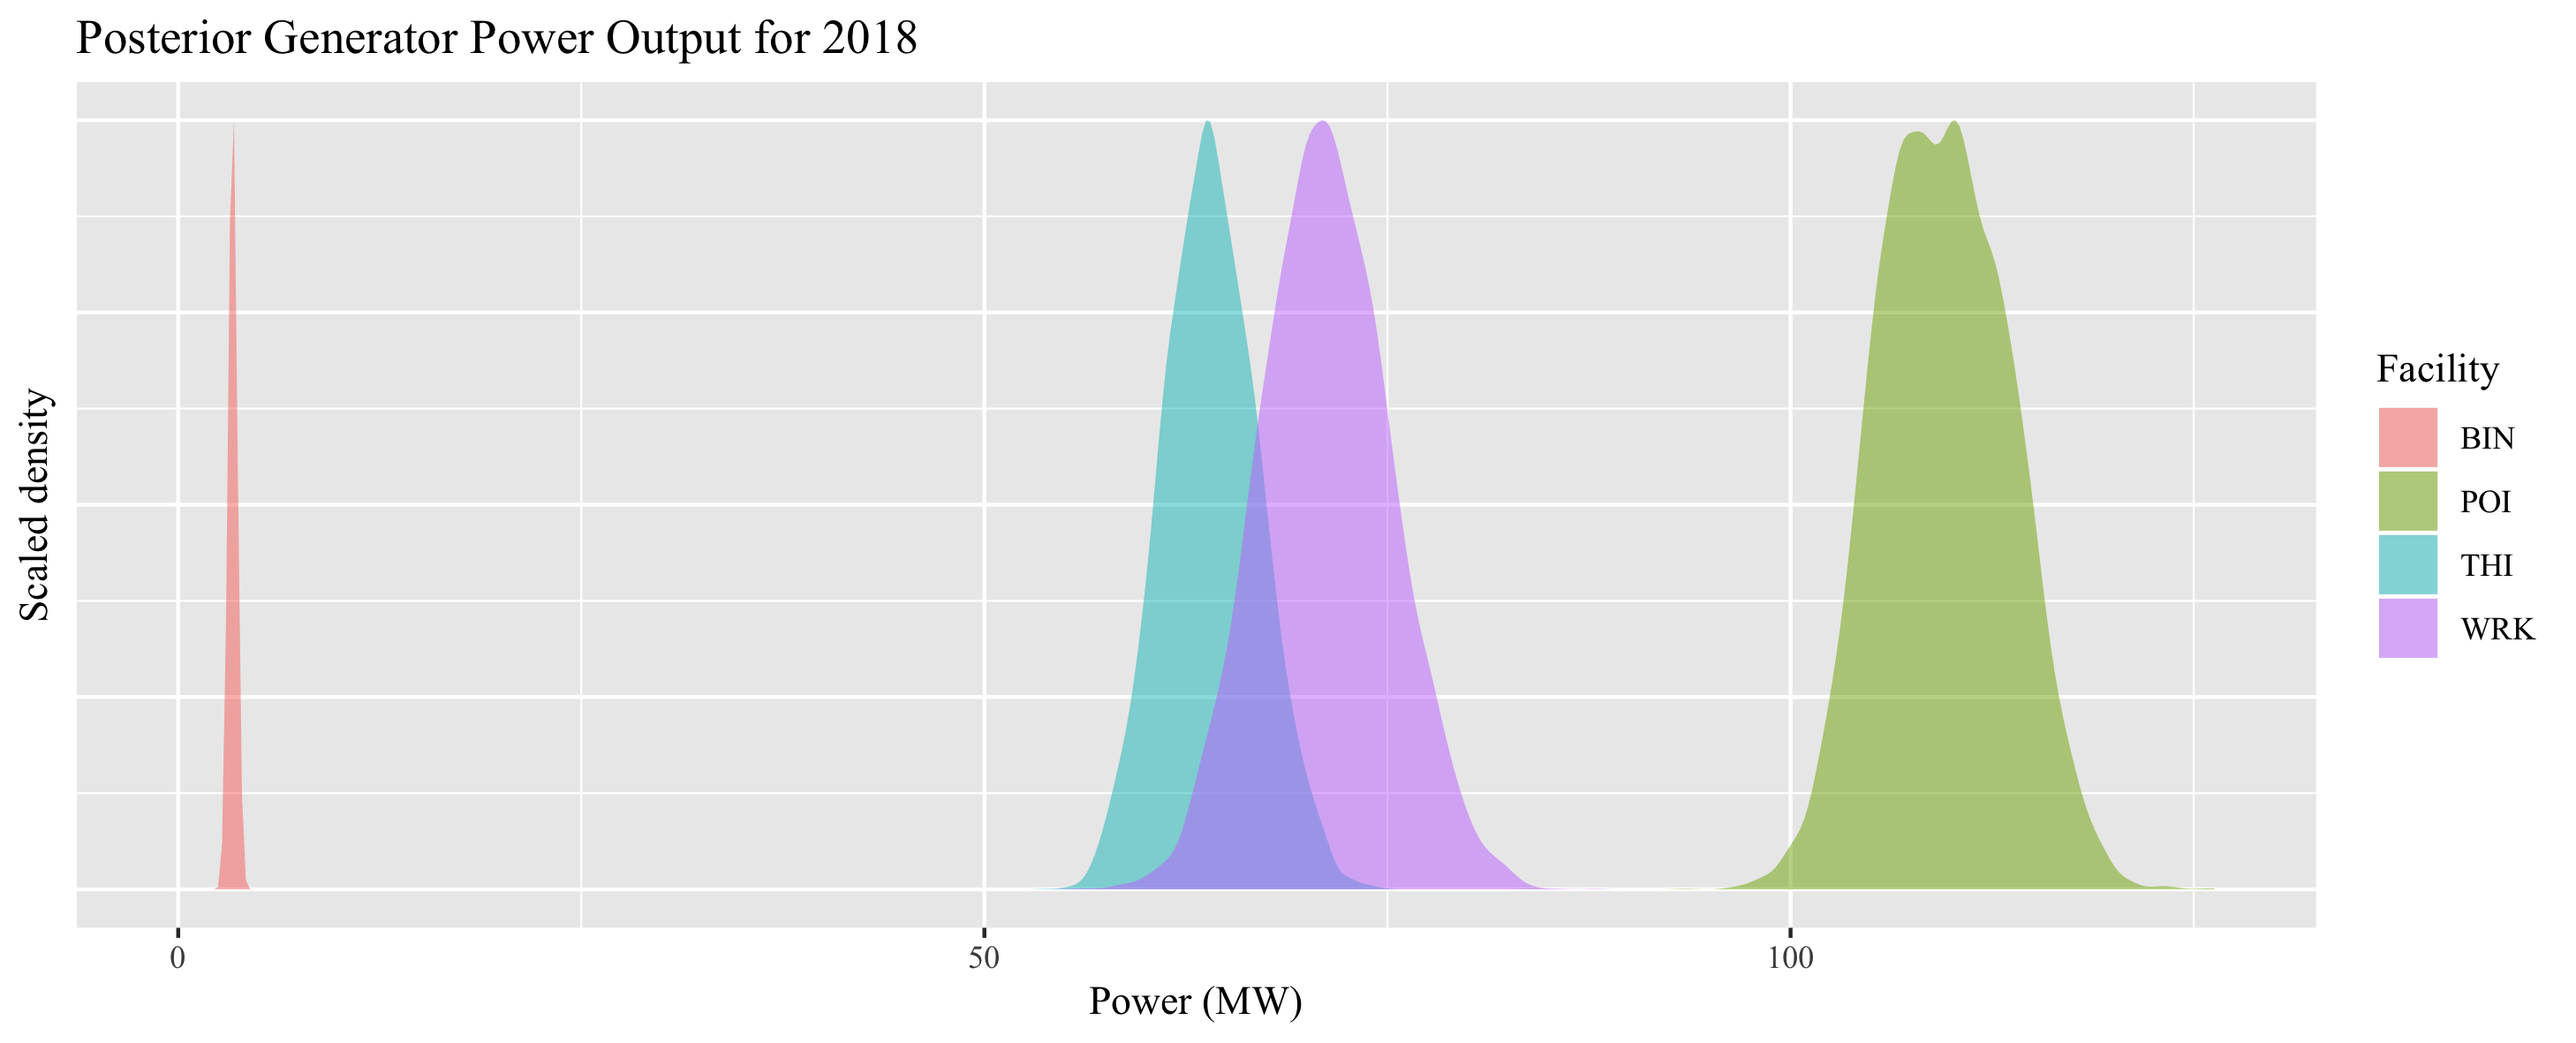 Posterior Generator Power Output for 2018
Scaled density
0
50
100
Power (MW)
Facility
BIN
POI
THI
WRK